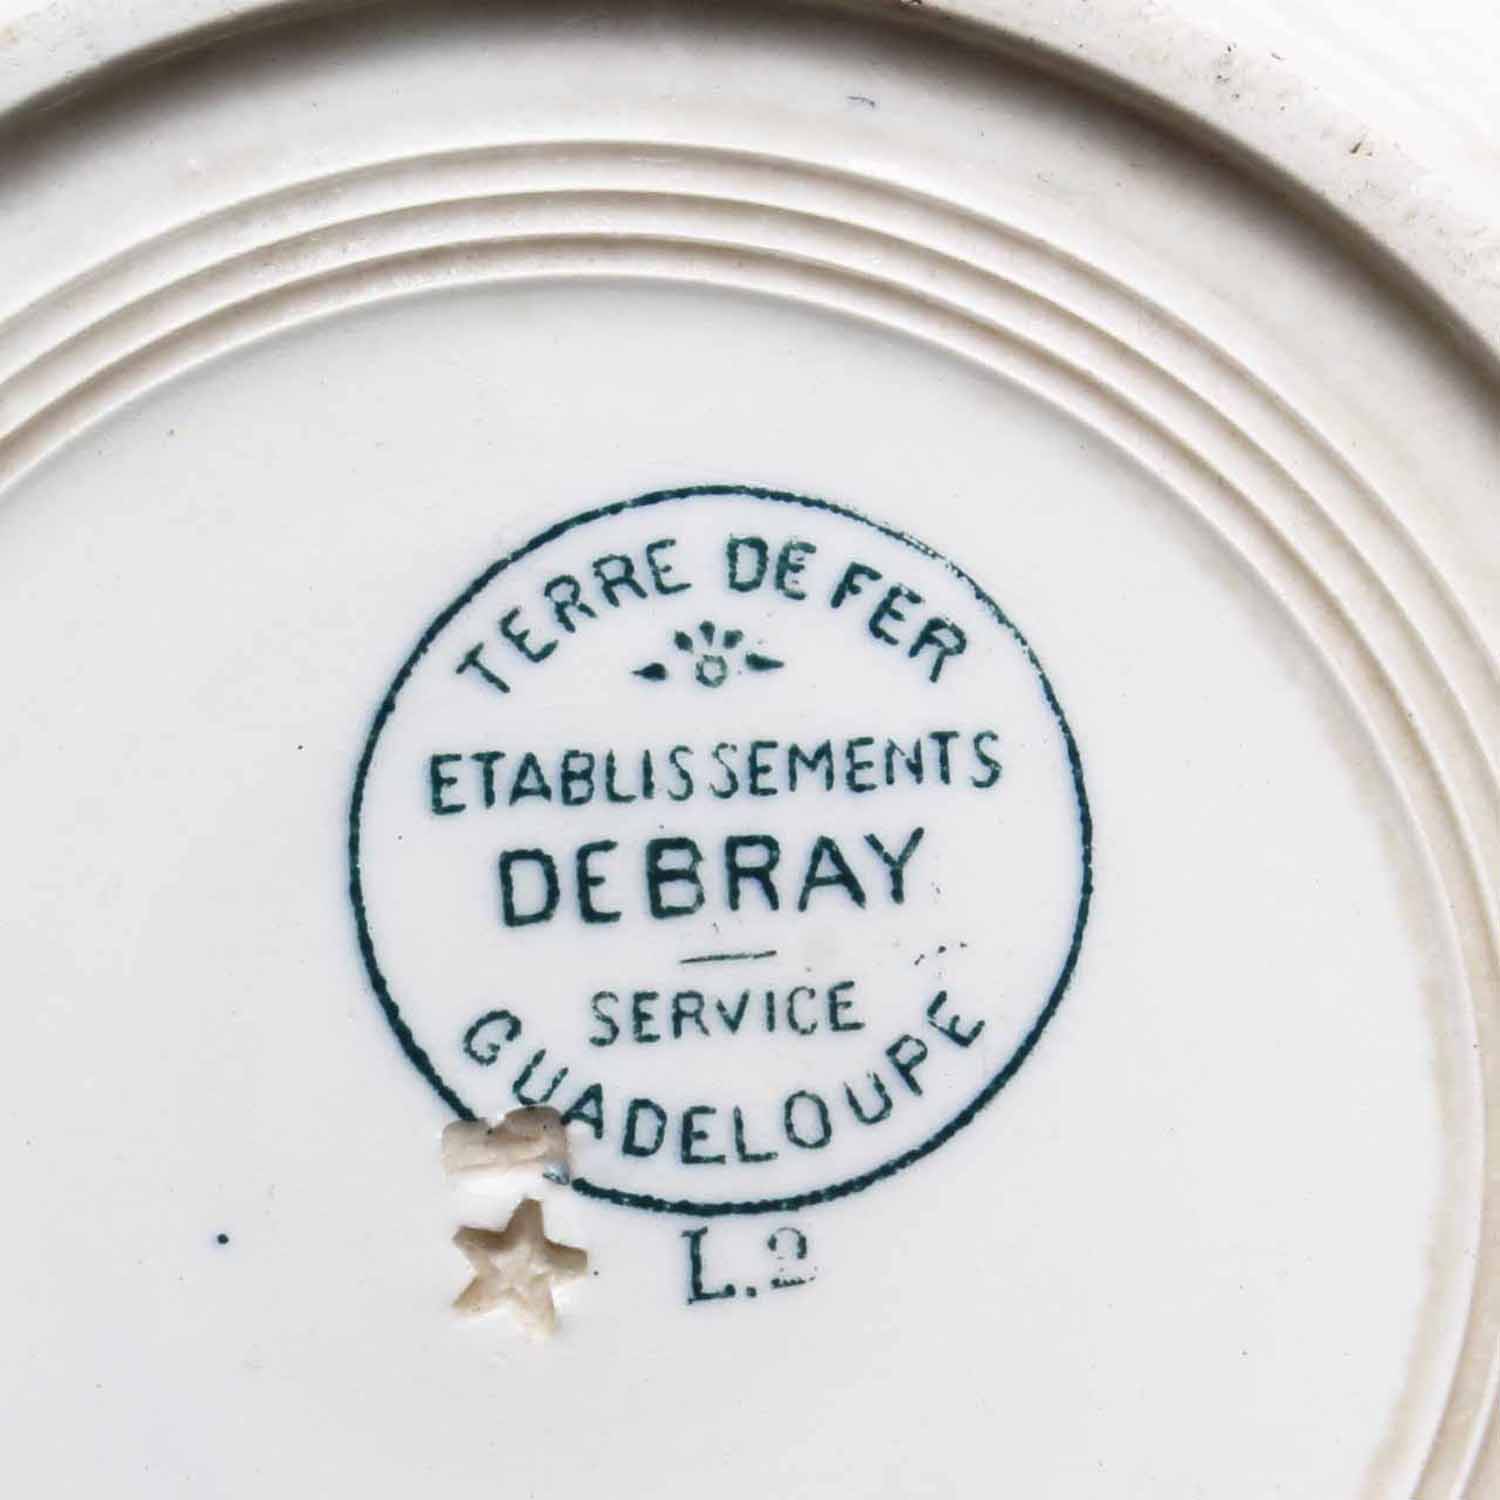 TERRE DE FER
ETABLISSEMENTS
DEBRAY
SERVICE
GUADELOUPE
L.2